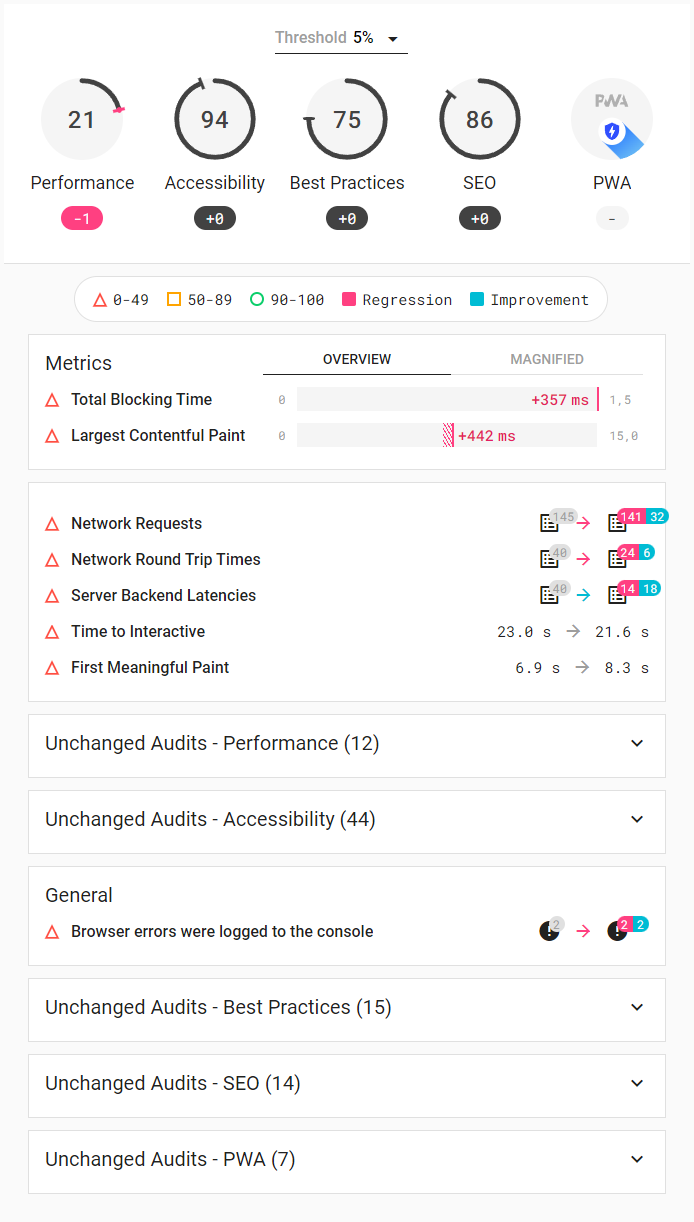 Threshold 5%
21 94 75 86 PWA
Performance Accessibility Best Practices SEO PWA
-1 +0 +0 +0 -
0-49 50-89 90-100 Regression Improvement
Metrics OVERVIEW MAGNIFIED
Total Blocking Time 0 +357 ms 1,5
Largest Contentful Paint 0 +442 ms 15,0
Network Requests 145 141 32
Network Round Trip Times 40 24 6
Server Backend Latencies 40 14 18
Time to Interactive 23.0 s 21.6 s
First Meaningful Paint 6.9 s 8.3 s
Unchanged Audits - Performance (12)
Unchanged Audits - Accessibility (44)
General
Browser errors were logged to the console 2 2 2
Unchanged Audits - Best Practices (15)
Unchanged Audits - SEO (14)
Unchanged Audits - PWA (7)